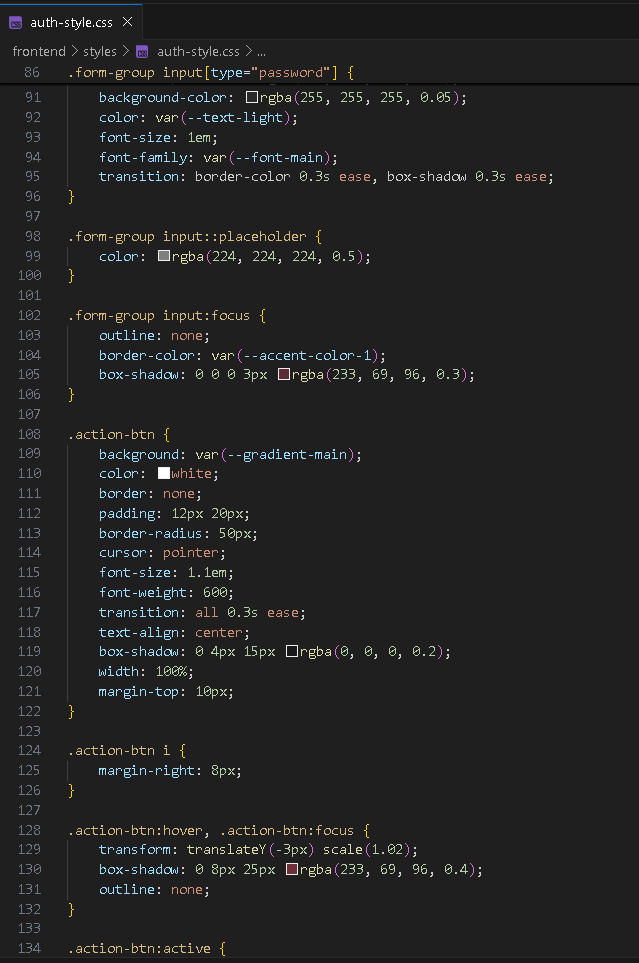 auth-style.css
frontend > styles > auth-style.css > ...
86 .form-group input[type="password"] {
91 background-color: rgba(255, 255, 255, 0.05);
92 color: var(--text-light);
93 font-size: 1em;
94 font-family: var(--font-main);
95 transition: border-color 0.3s ease, box-shadow 0.3s ease;
96 }
97
98 .form-group input::placeholder {
99 color: rgba(224, 224, 224, 0.5);
100 }
101
102 .form-group input:focus {
103 outline: none;
104 border-color: var(--accent-color-1);
105 box-shadow: 0 0 0 3px rgba(233, 69, 96, 0.3);
106 }
107
108 .action-btn {
109 background: var(--gradient-main);
110 color: white;
111 border: none;
112 padding: 12px 20px;
113 border-radius: 50px;
114 cursor: pointer;
115 font-size: 1.1em;
116 font-weight: 600;
117 transition: all 0.3s ease;
118 text-align: center;
119 box-shadow: 0 4px 15px rgba(0, 0, 0, 0.2);
120 width: 100%;
121 margin-top: 10px;
122 }
123
124 .action-btn i {
125 margin-right: 8px;
126 }
127
128 .action-btn:hover, .action-btn:focus {
129 transform: translateY(-3px) scale(1.02);
130 box-shadow: 0 8px 25px rgba(233, 69, 96, 0.4);
131 outline: none;
132 }
133
134 .action-btn:active {